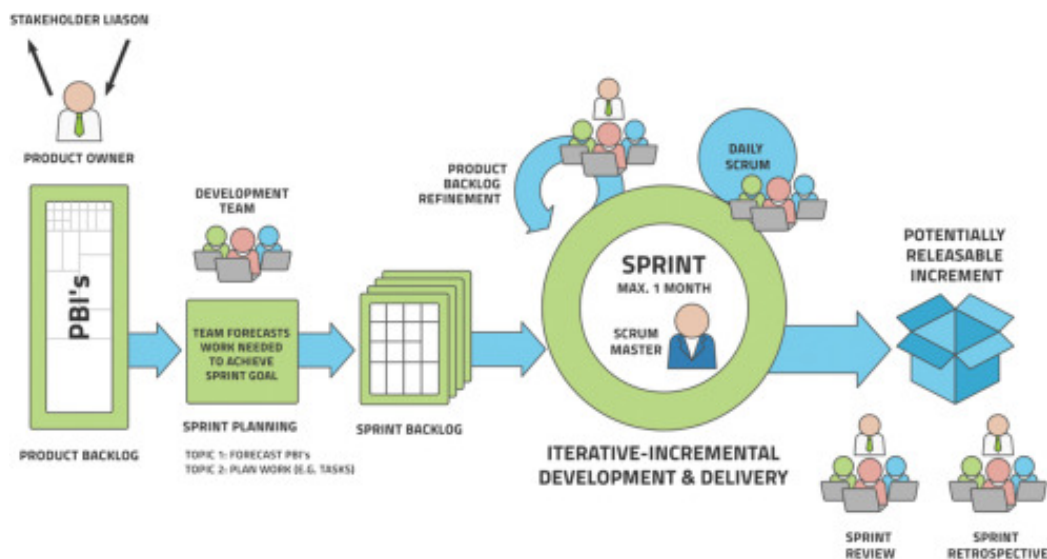 STAKEHOLDER LIASON
PRODUCT OWNER
PBI's
PRODUCT BACKLOG
DEVELOPMENT
TEAM
TEAM FORECASTS
WORK NEEDED
TO ACHIEVE
SPRINT GOAL
SPRINT PLANNING
TOPIC 1: FORECAST PBI's
TOPIC 2: PLAN WORK (E.G. TASKS)
SPRINT BACKLOG
PRODUCT
BACKLOG
REFINEMENT
DAILY
SCRUM
SPRINT
MAX. 1 MONTH
SCRUM
MASTER
ITERATIVE-INCREMENTAL
DEVELOPMENT & DELIVERY
POTENTIALLY
RELEASABLE
INCREMENT
SPRINT
REVIEW
SPRINT
RETROSPECTIVE